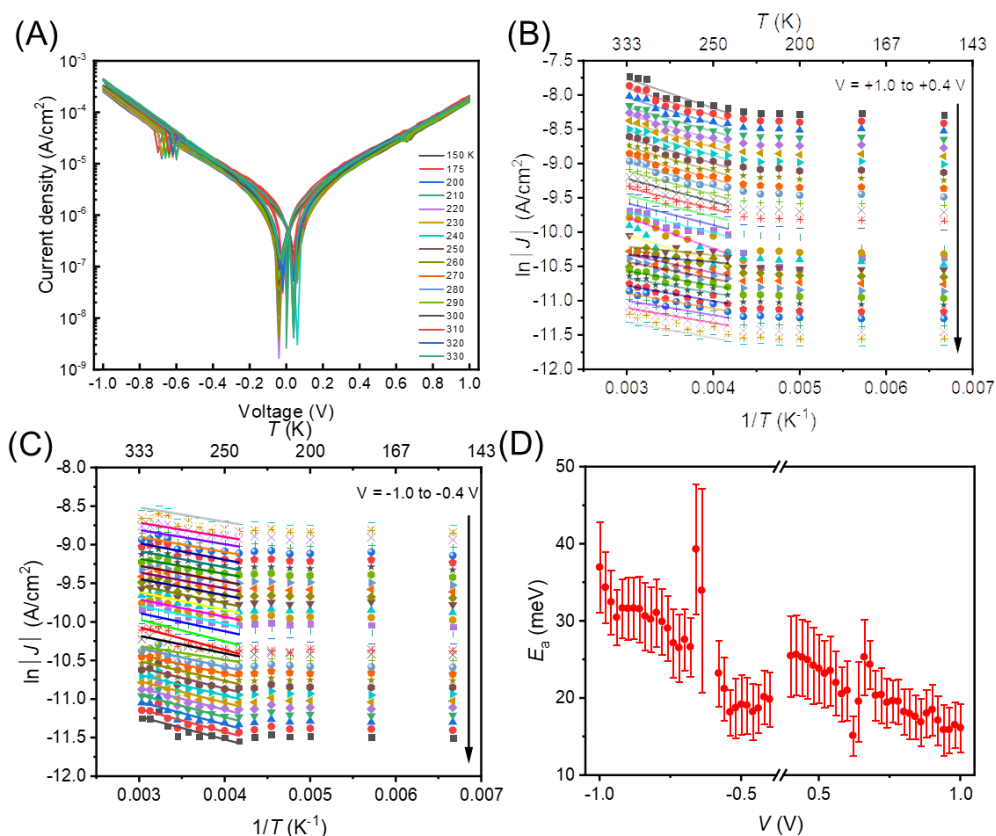 (A)
Current density (A/cm²)
10⁻³
10⁻⁴
10⁻⁵
10⁻⁶
10⁻⁷
10⁻⁸
10⁻⁹
150 K
175
200
210
220
230
240
250
260
270
280
290
300
310
320
330
-1.0 -0.8 -0.6 -0.4 -0.2 0.0 0.2 0.4 0.6 0.8 1.0
Voltage (V)
(B)
T (K)
333 250 200 167 143
V = +1.0 to +0.4 V
ln|J| (A/cm²)
-7.5
-8.0
-8.5
-9.0
-9.5
-10.0
-10.5
-11.0
-11.5
-12.0
0.003 0.004 0.005 0.006 0.007
1/T (K⁻¹)
(C)
T (K)
333 250 200 167 143
V = -1.0 to -0.4 V
ln|J| (A/cm²)
-8.0
-8.5
-9.0
-9.5
-10.0
-10.5
-11.0
-11.5
-12.0
0.003 0.004 0.005 0.006 0.007
1/T (K⁻¹)
(D)
Eₐ (meV)
50
40
30
20
10
-1.0 -0.5 0.5 1.0
V (V)